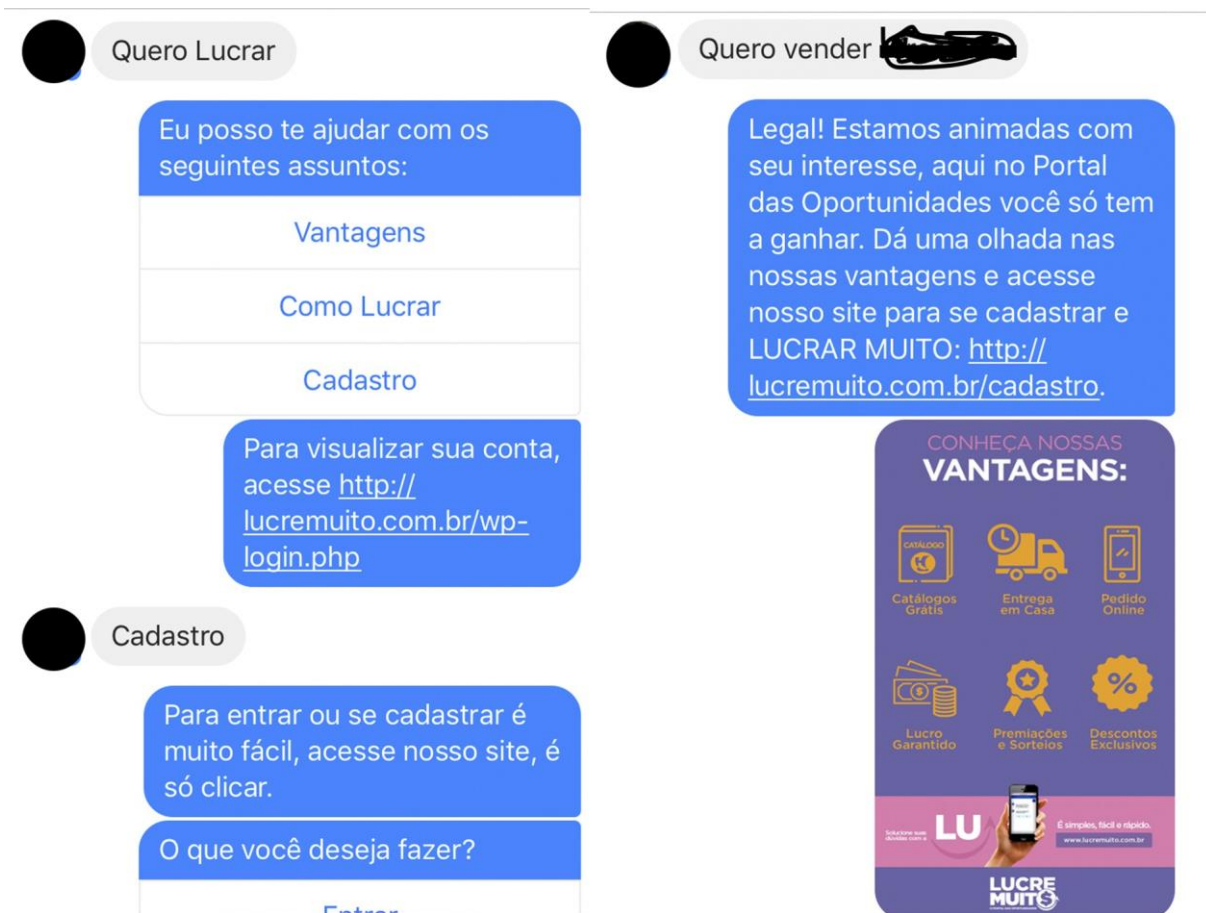 Quero Lucrar
Eu posso te ajudar com os
seguintes assuntos:
Vantagens
Como Lucrar
Cadastro
Para visualizar sua conta,
acesse http://
lucremuito.com.br/wp-
login.php
Cadastro
Para entrar ou se cadastrar é
muito fácil, acesse nosso site, é
só clicar.
O que você deseja fazer?
Entrar
Quero vender
Legal! Estamos animadas com
seu interesse, aqui no Portal
das Oportunidades você só tem
a ganhar. Dá uma olhada nas
nossas vantagens e acesse
nosso site para se cadastrar e
LUCRAR MUITO: http://
lucremuito.com.br/cadastro.
CONHEÇA NOSSAS
VANTAGENS:
CATÁLOGO
Catálogos
Grátis
Entrega
em Casa
Pedido
Online
Lucro
Garantido
Premiações
e Sorteios
Descontos
Exclusivos
Solucione suas
dúvidas com a
LU
É simples, fácil e rápido.
www.lucremuito.com.br
LUCRE
MUITO